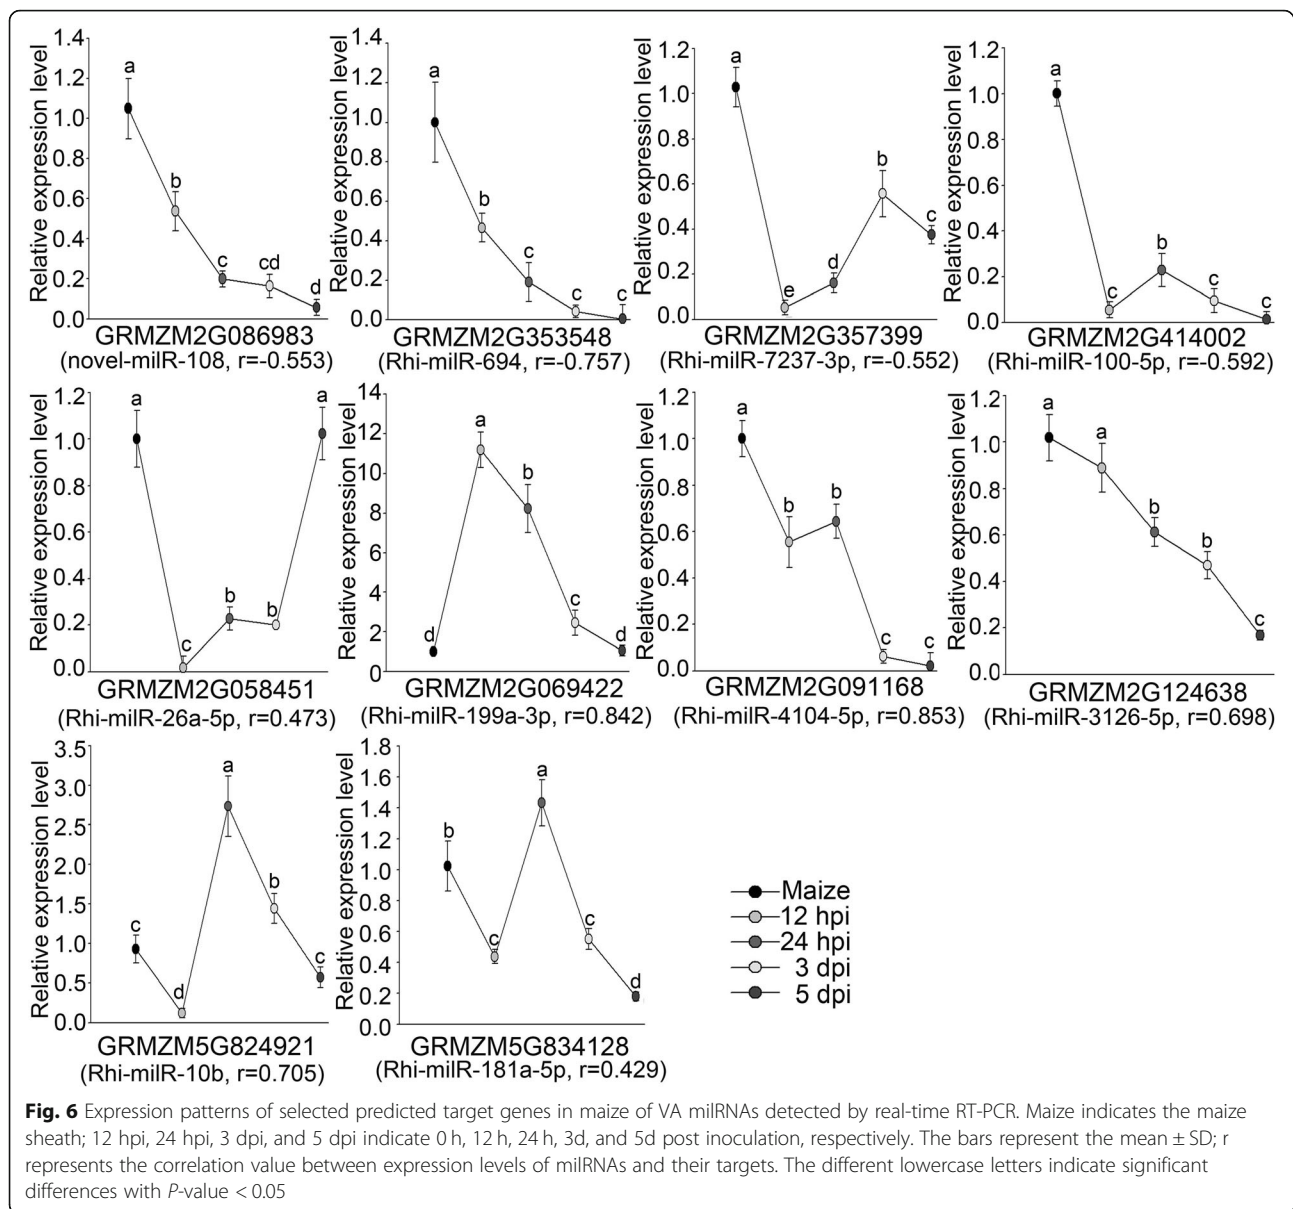 Relative expression level
1.4
1.2
1.0
0.8
0.6
0.4
0.2
0.0
a
b
c
cd
d
GRMZM2G086983
(novel-milR-108, r=-0.553)
Relative expression level
1.4
1.2
1.0
0.8
0.6
0.4
0.2
0.0
a
b
c
c
c
GRMZM2G353548
(Rhi-milR-694, r=-0.757)
Relative expression level
1.2
1.0
0.8
0.6
0.4
0.2
0.0
a
e
d
b
c
GRMZM2G357399
(Rhi-milR-7237-3p, r=-0.552)
Relative expression level
1.2
1.0
0.8
0.6
0.4
0.2
0.0
a
c
b
c
c
GRMZM2G414002
(Rhi-milR-100-5p, r=-0.592)
Relative expression level
1.2
1.0
0.8
0.6
0.4
0.2
0.0
a
c
b
b
a
GRMZM2G058451
(Rhi-milR-26a-5p, r=0.473)
Relative expression level
14
12
10
8
6
4
2
0
d
a
b
c
d
GRMZM2G069422
(Rhi-milR-199a-3p, r=0.842)
Relative expression level
1.2
1.0
0.8
0.6
0.4
0.2
0.0
a
b
b
c
c
GRMZM2G091168
(Rhi-milR-4104-5p, r=0.853)
Relative expression level
1.2
1.0
0.8
0.6
0.4
0.2
0.0
a
a
b
b
c
GRMZM2G124638
(Rhi-milR-3126-5p, r=0.698)
Relative expression level
3.5
3.0
2.5
2.0
1.5
1.0
0.5
0.0
c
d
a
b
c
GRMZM5G824921
(Rhi-milR-10b, r=0.705)
Relative expression level
1.8
1.6
1.4
1.2
1.0
0.8
0.6
0.4
0.2
0.0
b
c
a
c
d
GRMZM5G834128
(Rhi-milR-181a-5p, r=0.429)
Maize
12 hpi
24 hpi
3 dpi
5 dpi
Fig. 6 Expression patterns of selected predicted target genes in maize of VA milRNAs detected by real-time RT-PCR. Maize indicates the maize
sheath; 12 hpi, 24 hpi, 3 dpi, and 5 dpi indicate 0 h, 12 h, 24 h, 3d, and 5d post inoculation, respectively. The bars represent the mean ± SD; r
represents the correlation value between expression levels of milRNAs and their targets. The different lowercase letters indicate significant
differences with P-value < 0.05